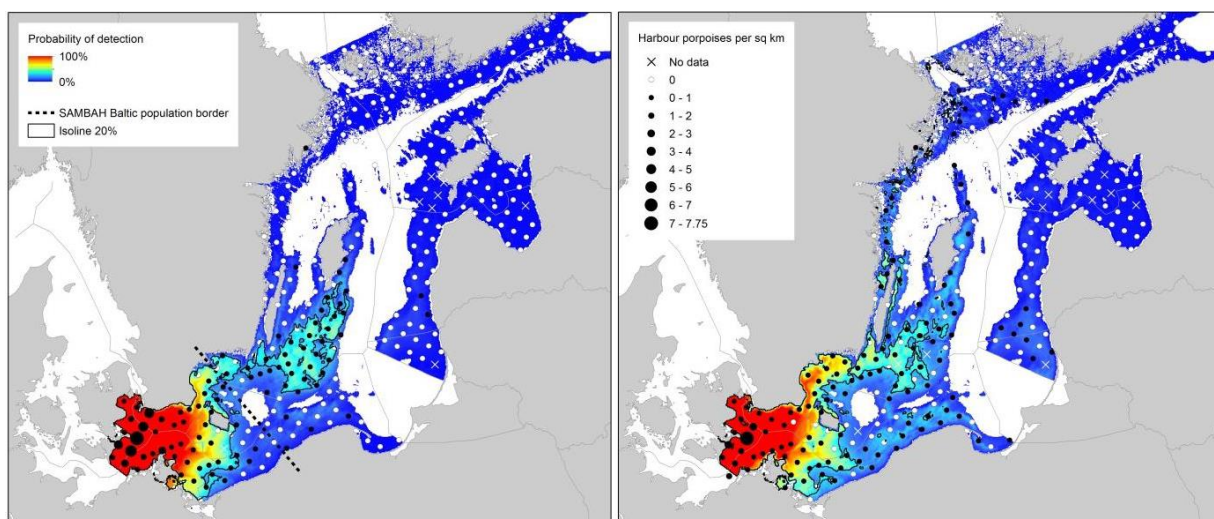 Probability of detection
100%
0%
SAMBAH Baltic population border
Isoline 20%
Harbour porpoises per sq km
No data
0
0 - 1
1 - 2
2 - 3
3 - 4
4 - 5
5 - 6
6 - 7
7 - 7.75